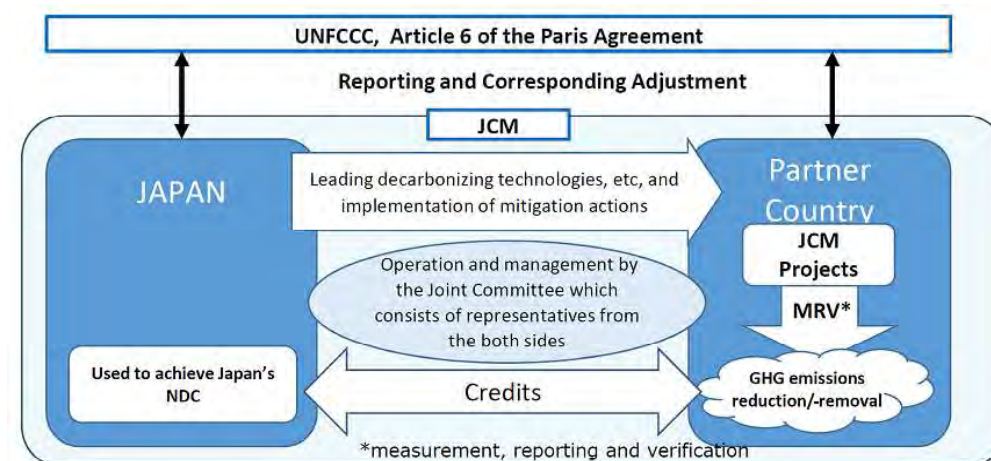 UNFCCC, Article 6 of the Paris Agreement
Reporting and Corresponding Adjustment
JCM
JAPAN
Leading decarbonizing technologies, etc, and
implementation of mitigation actions
Partner
Country
JCM
Projects
Operation and management by
the Joint Committee which
consists of representatives from
the both sides
MRV*
Used to achieve Japan's
NDC
Credits
GHG emissions
reduction/-removal
*measurement, reporting and verification